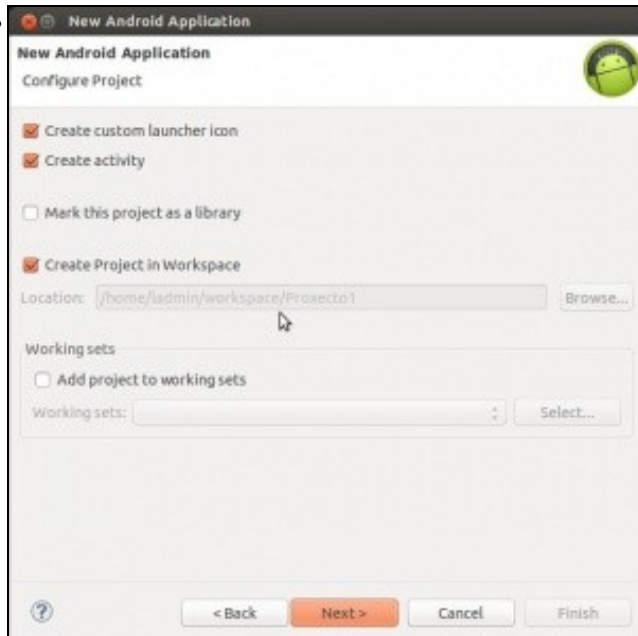 New Android Application
New Android Application
Configure Project
Create custom launcher icon
Create activity
Mark this project as a library
Create Project in Workspace
Location: /home/iadmin/workspace/Proxecto1 Browse...
Working sets
Add project to working sets
Working sets: Select...
? < Back Next > Cancel Finish